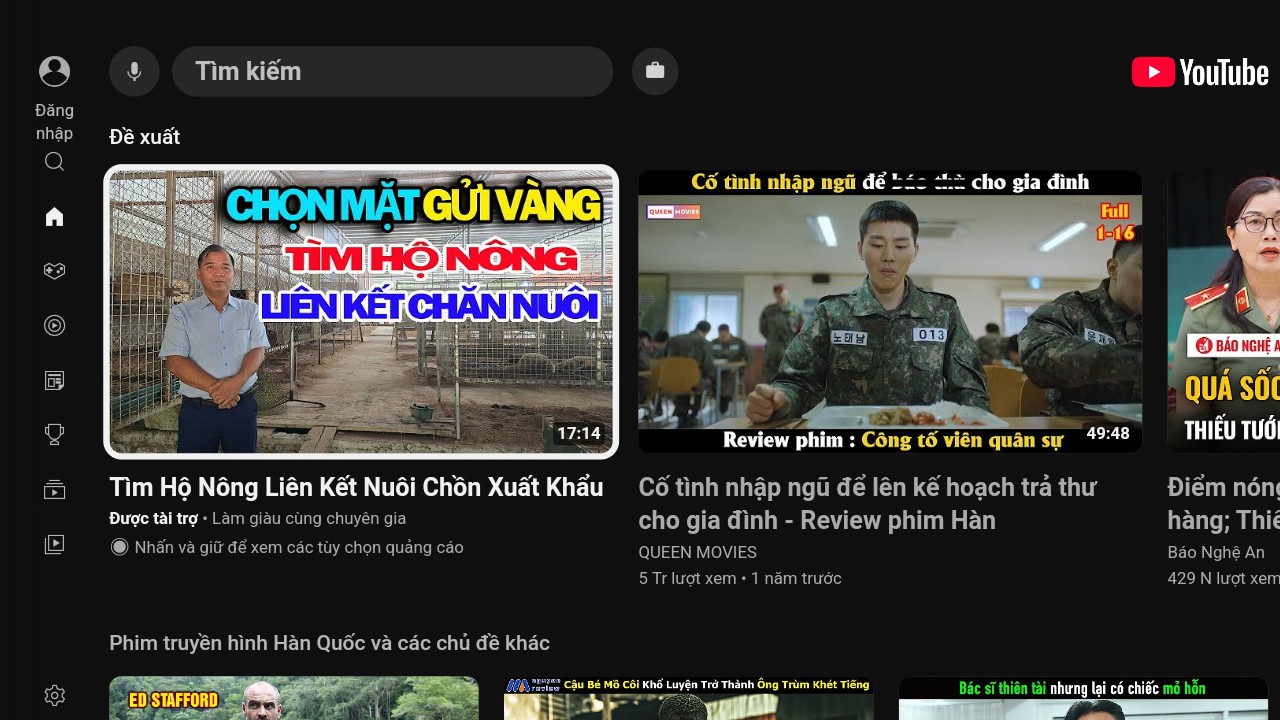 Đăng
nhập
Tìm kiếm
YouTube
Đề xuất
CHỌN MẶT GỬI VÀNG
TÌM HỘ NÔNG
LIÊN KẾT CHĂN NUÔI
17:14
Tìm Hộ Nông Liên Kết Nuôi Chồn Xuất Khẩu
Được tài trợ • Làm giàu cùng chuyên gia
Nhấn và giữ để xem các tùy chọn quảng cáo
Cố tình nhập ngũ để báo thù cho gia đình
QUEEN MOVIES
Full
1-16
노태남
013
Review phim : Công tố viên quân sự
49:48
Cố tình nhập ngũ để lên kế hoạch trả thư
cho gia đình - Review phim Hàn
QUEEN MOVIES
5 Tr lượt xem • 1 năm trước
BÁO NGHỆ A
QUÁ SỐC
THIẾU TƯỚ
Điểm nóng
hàng; Thiế
Báo Nghệ An
429 N lượt xem
Phim truyền hình Hàn Quốc và các chủ đề khác
ED STAFFORD
nguyen
review
Cậu Bé Mồ Côi Khổ Luyện Trở Thành Ông Trùm Khét Tiếng
Bác sĩ thiên tài nhưng lại có chiếc mỏ hỗn